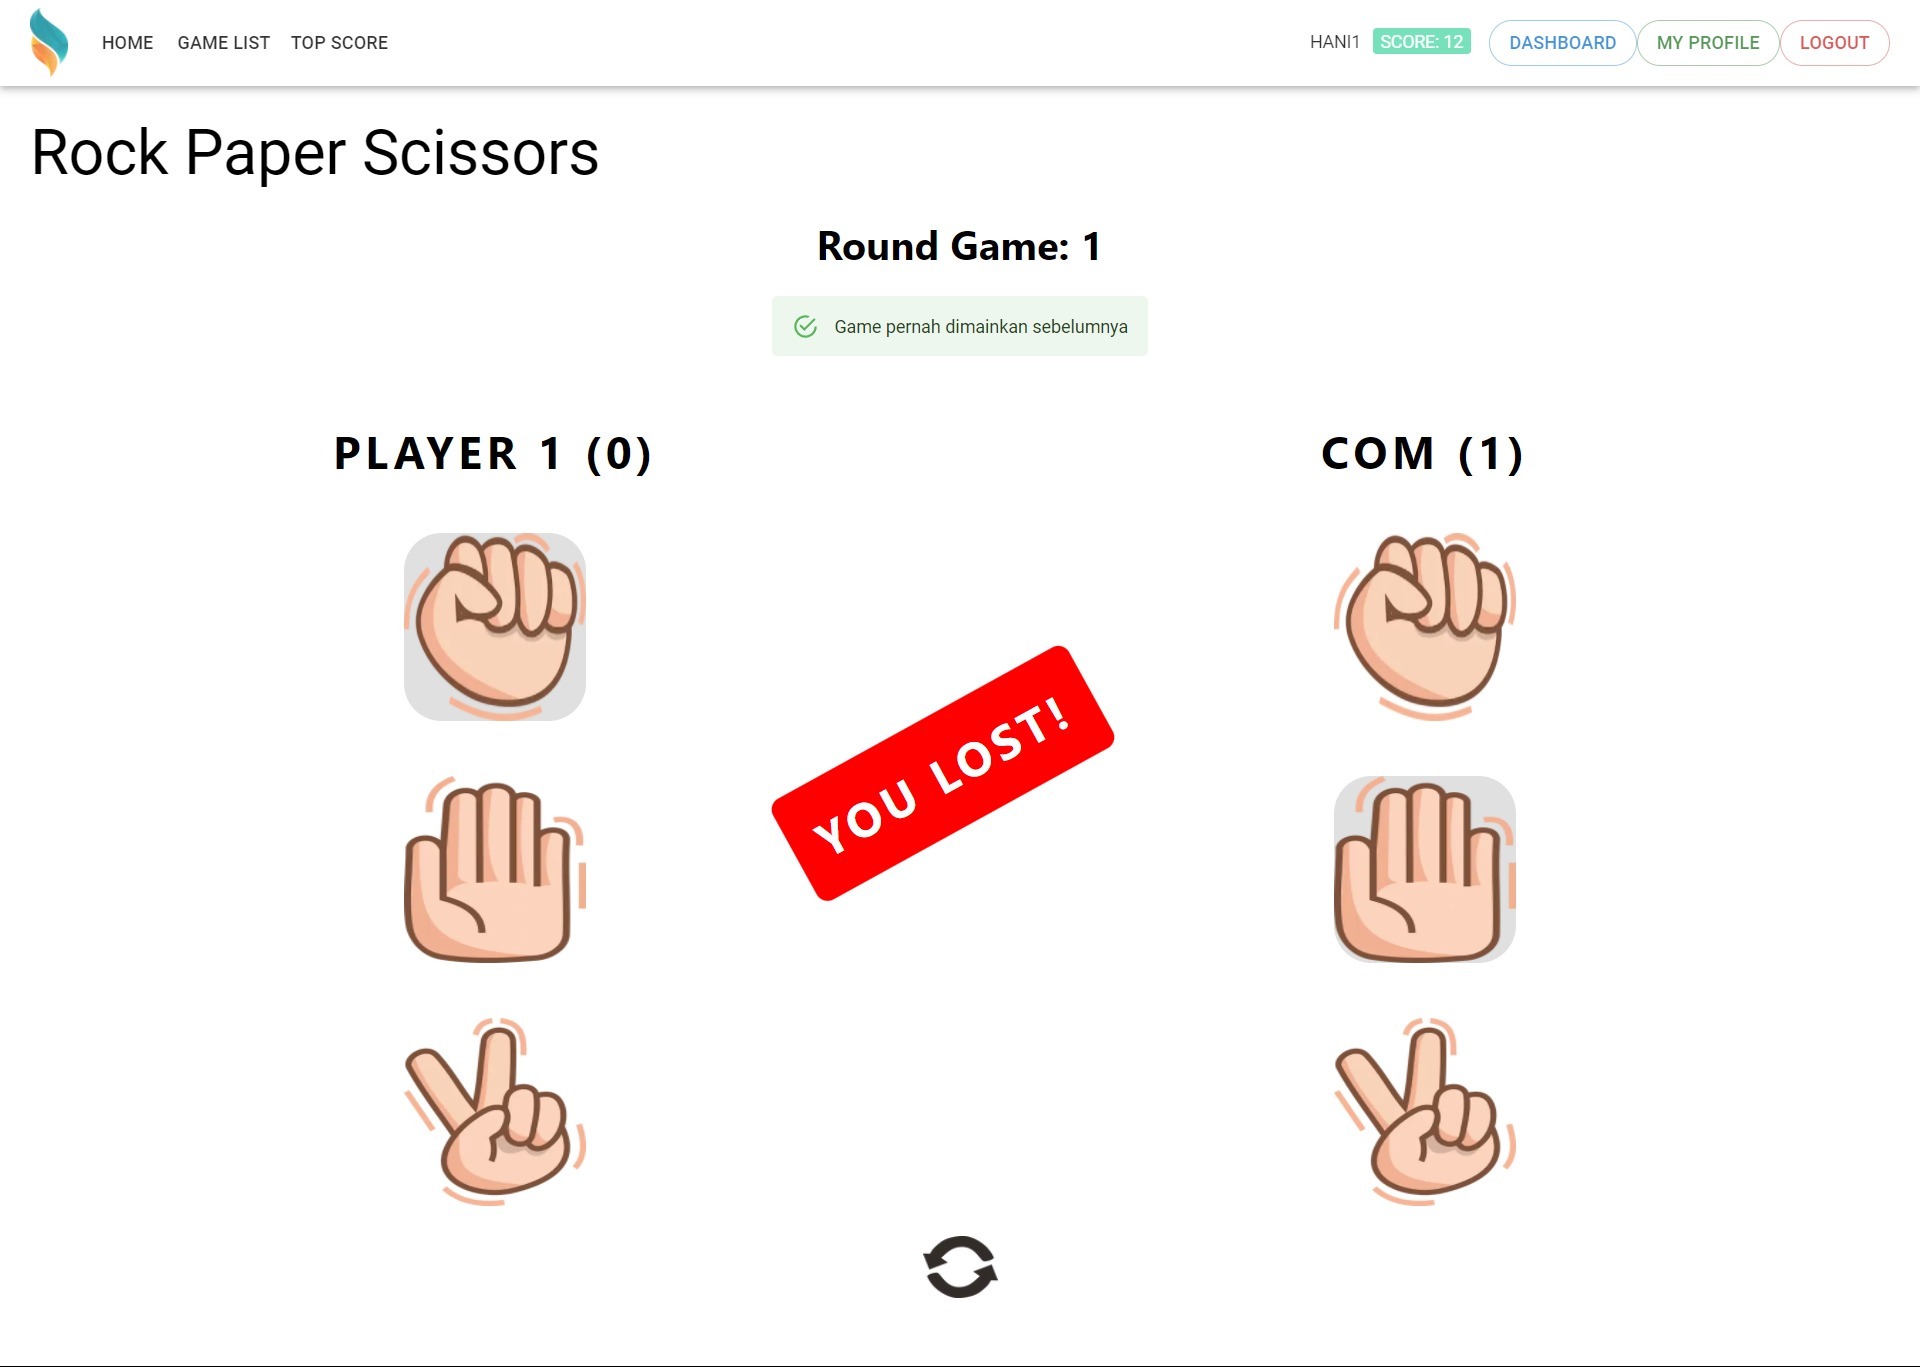 HOME GAME LIST TOP SCORE HANI1 SCORE: 12 DASHBOARD MY PROFILE LOGOUT
Rock Paper Scissors
Round Game: 1
Game pernah dimainkan sebelumnya
PLAYER 1 (0) COM (1)
YOU LOST!